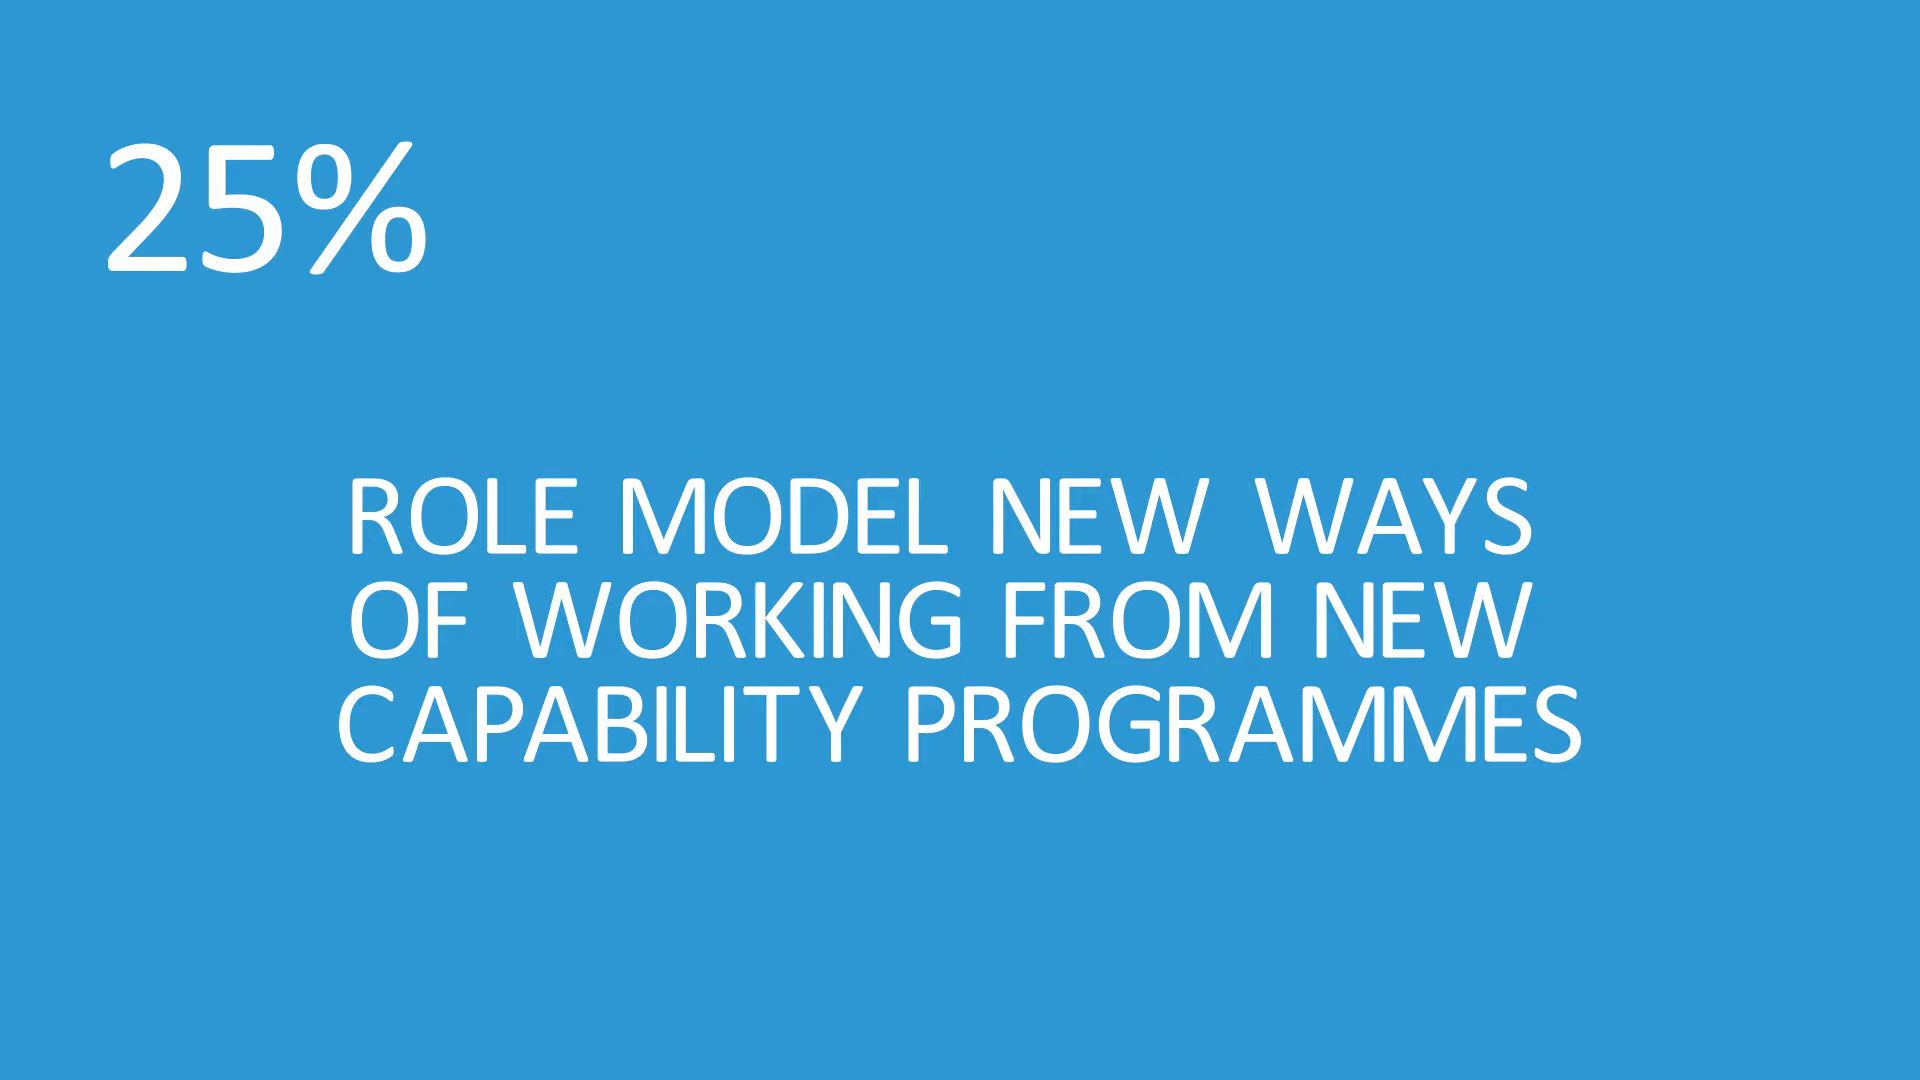 25%
ROLE MODEL NEW WAYS
OF WORKING FROM NEW
CAPABILITY PROGRAMMES